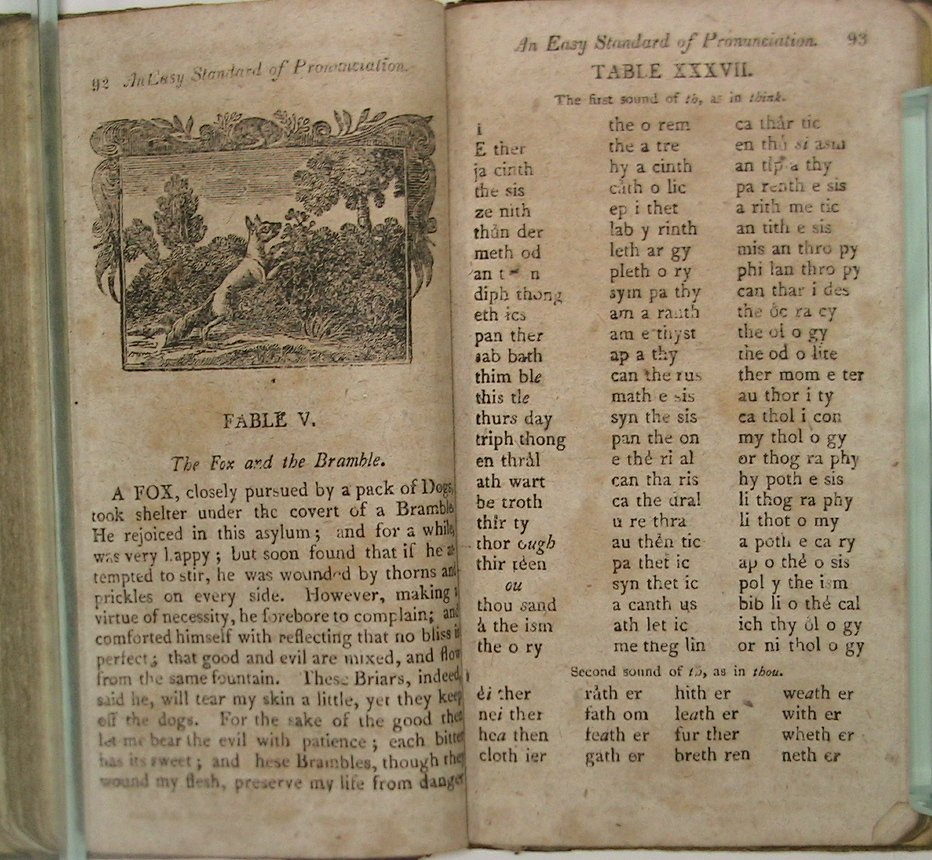 92 An Easy Standard of Pronunciation.
FABLE V.
The Fox and the Bramble.
A FOX, closely pursued by a pack of Dogs,
took shelter under the covert of a Bramble.
He rejoiced in this asylum; and for a while,
was very happy; but soon found that if he at-
tempted to stir, he was wounded by thorns and
prickles on every side. However, making a
virtue of necessity, he forebore to complain; and
comforted himself with reflecting that no bliss is
perfect; that good and evil are mixed, and flow
from the same fountain. These Briars, indeed,
said he, will tear my skin a little, yet they keep
off the dogs. For the sake of the good then
let me bear the evil with patience; each bitter
has its sweet; and these Brambles, though they
wound my flesh, preserve my life from danger
An Easy Standard of Pronunciation. 93
TABLE XXXVII.
The first sound of th, as in think.
i
E ther
ja cinth
the sis
ze nith
thun der
meth od
an t n
diph thong
eth ics
pan ther
sab bath
thim ble
this tle
thurs day
triph thong
en thrål
ath wart
be troth
thir ty
thor ough
thir teen
ou
thou sand
à the ism
the o ry
the o rem
the a tre
hy a cinth
cath o lic
ep i thet
lab y rinth
leth ar gy
pleth o ry
sym pa thy
am a ranth
am e thyst
ap a thy
can the rus
math e sis
syn the sis
pan the on
e thé ri al
can tha ris
ca the dral
u re thra
au thén tic
pa thet ic
syn thet ic
a canth us
ath let ic
me theg lin
ca thár tic
en thú si asm
an tip a thy
pa renth e sis
a rith me tic
an tith e sis
mis an thro py
phi lan thro py
can thar i des
the óc ra cy
the ol o gy
the od o lite
ther mom e ter
au thor i ty
ca thol i con
my thol o gy
or thog ra phy
hy poth e sis
li thog ra phy
li thot o my
a poth e ca ry
ap o thé o sis
pol y the ism
bib li o thé cal
ich thy ól o gy
or ni thol o gy
Second sound of th, as in thou.
éi ther ráth er hith er weath er
nei ther fath om leath er with er
hea then feath er fur ther wheth er
cloth ier gath er breth ren neth er